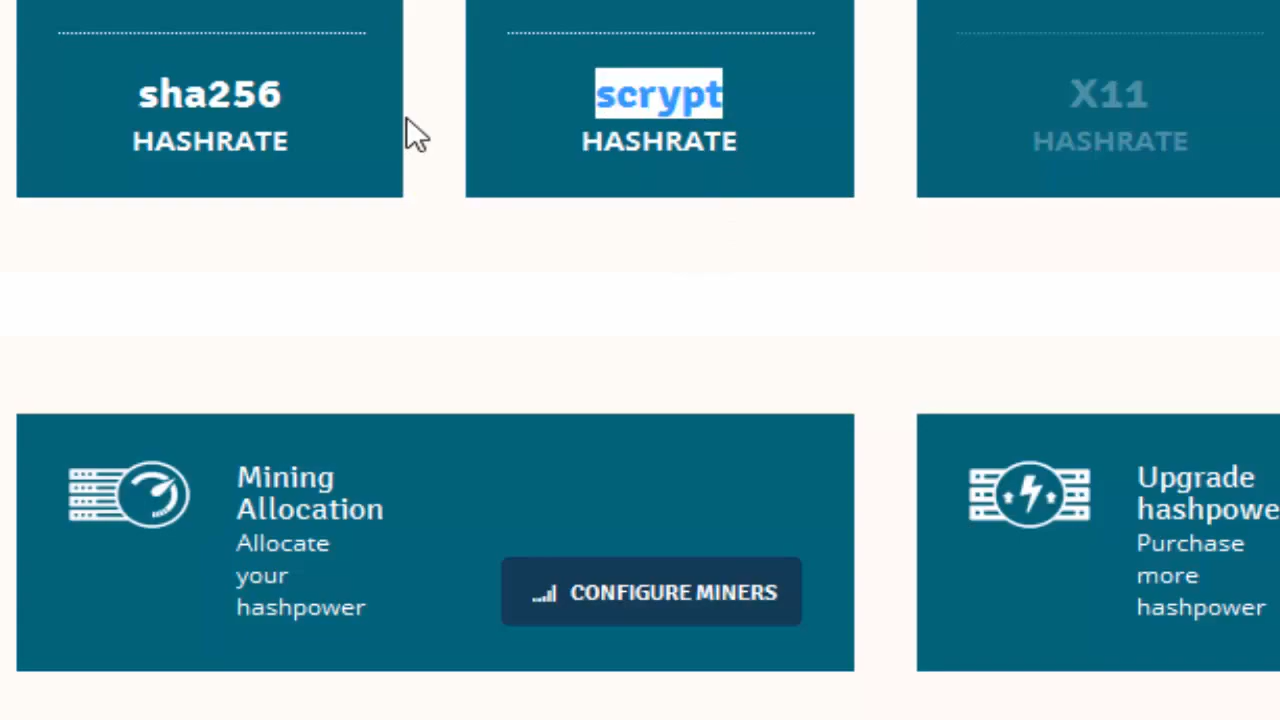 sha256
HASHRATE
scrypt
HASHRATE
X11
HASHRATE
Mining
Allocation
Allocate
your
hashpower
CONFIGURE MINERS
Upgrade
hashpowe
Purchase
more
hashpower